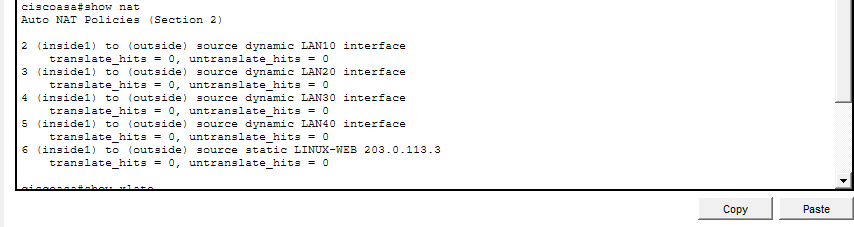 ciscoasa#show nat
Auto NAT Policies (Section 2)
2 (inside1) to (outside) source dynamic LAN10 interface
translate_hits = 0, untranslate_hits = 0
3 (inside1) to (outside) source dynamic LAN20 interface
translate_hits = 0, untranslate_hits = 0
4 (inside1) to (outside) source dynamic LAN30 interface
translate_hits = 0, untranslate_hits = 0
5 (inside1) to (outside) source dynamic LAN40 interface
translate_hits = 0, untranslate_hits = 0
6 (inside1) to (outside) source static LINUX-WEB 203.0.113.3
translate_hits = 0, untranslate_hits = 0
ciscoasa#show xlate
Copy
Paste